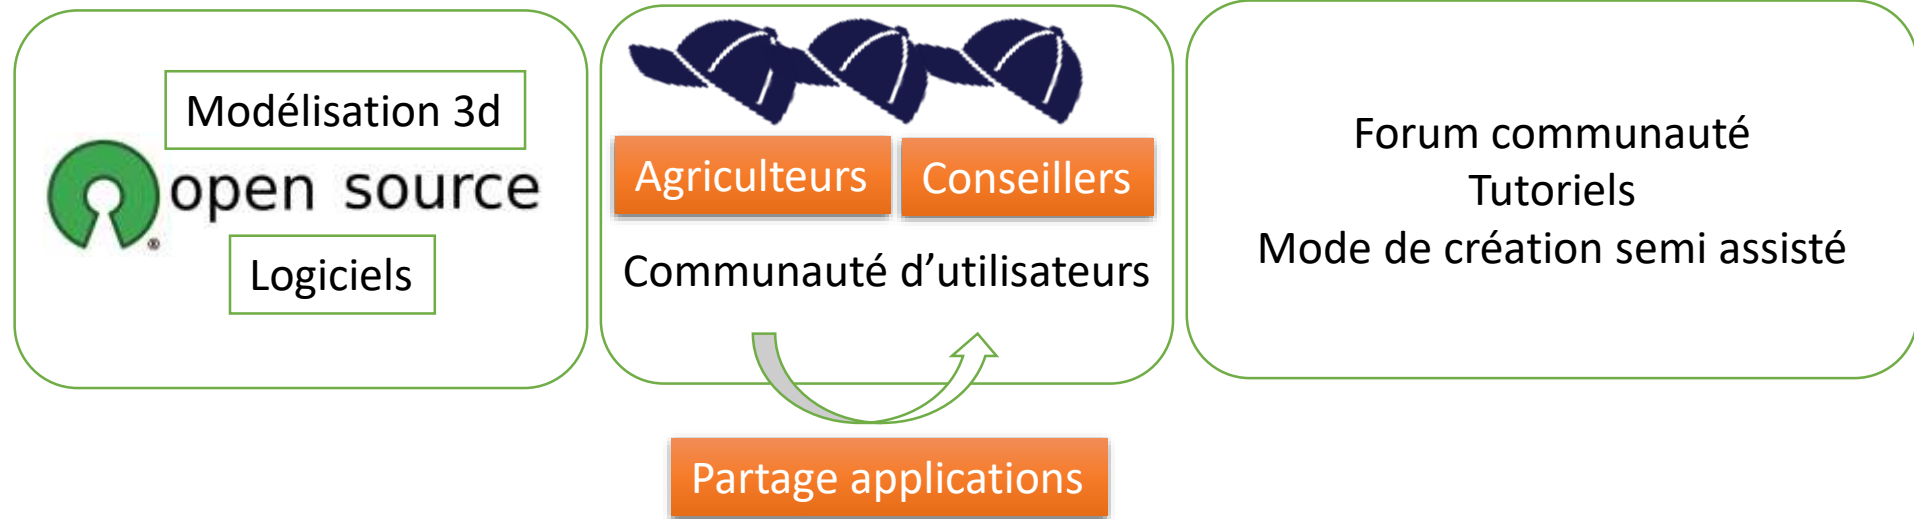 Modélisation 3d
open source
®
Logiciels
Agriculteurs
Conseillers
Communauté d’utilisateurs
Partage applications
Forum communauté
Tutoriels
Mode de création semi assisté